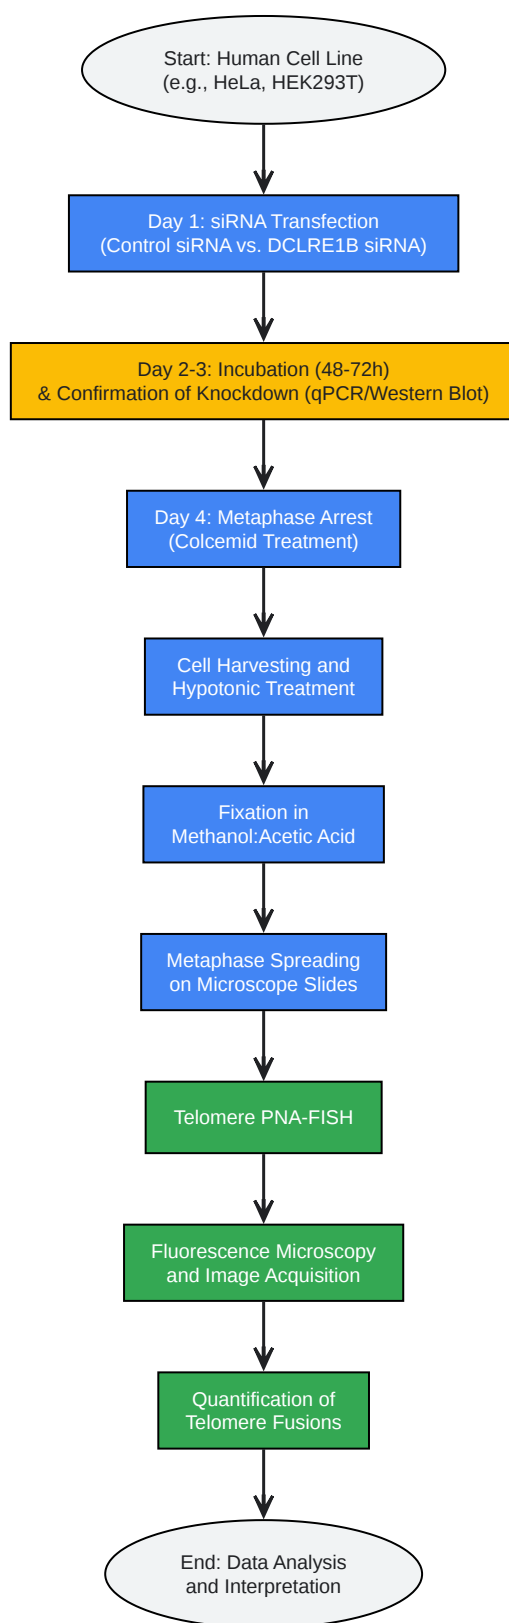 Start: Human Cell Line
(e.g., HeLa, HEK293T)
Day 1: siRNA Transfection
(Control siRNA vs. DCLRE1B siRNA)
Day 2-3: Incubation (48-72h)
& Confirmation of Knockdown (qPCR/Western Blot)
Day 4: Metaphase Arrest
(Colcemid Treatment)
Cell Harvesting and
Hypotonic Treatment
Fixation in
Methanol:Acetic Acid
Metaphase Spreading
on Microscope Slides
Telomere PNA-FISH
Fluorescence Microscopy
and Image Acquisition
Quantification of
Telomere Fusions
End: Data Analysis
and Interpretation